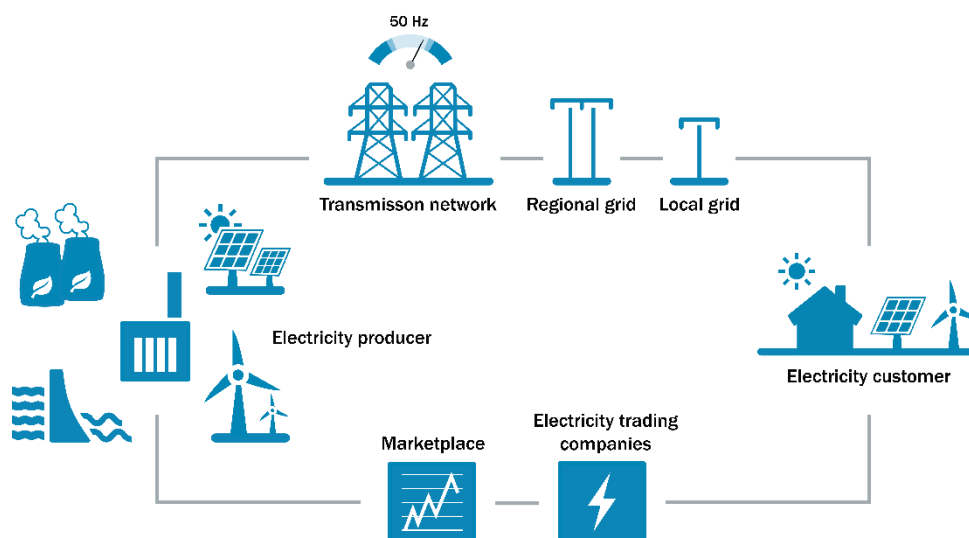 50 Hz
Transmisson network
Regional grid
Local grid
Electricity producer
Electricity customer
Marketplace
Electricity trading
companies